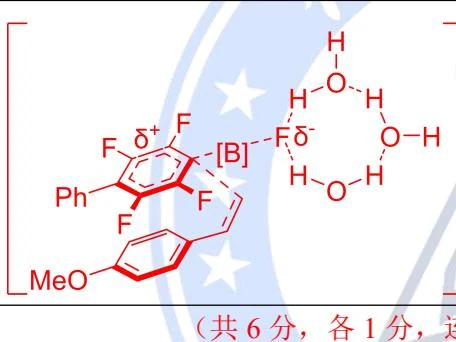 H
H O H
F δ+ F [B] F δ- O H
Ph F F H O H
MeO
(共 6 分，各 1 分，